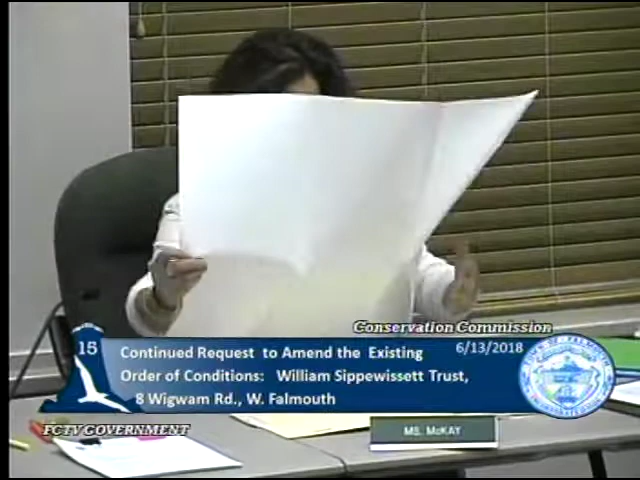 Conservation Commission
15
Continued Request to Amend the Existing
6/13/2018
Order of Conditions: William Sippewissett Trust,
8 Wigwam Rd., W. Falmouth
FCTV GOVERNMENT
MS. McKAY